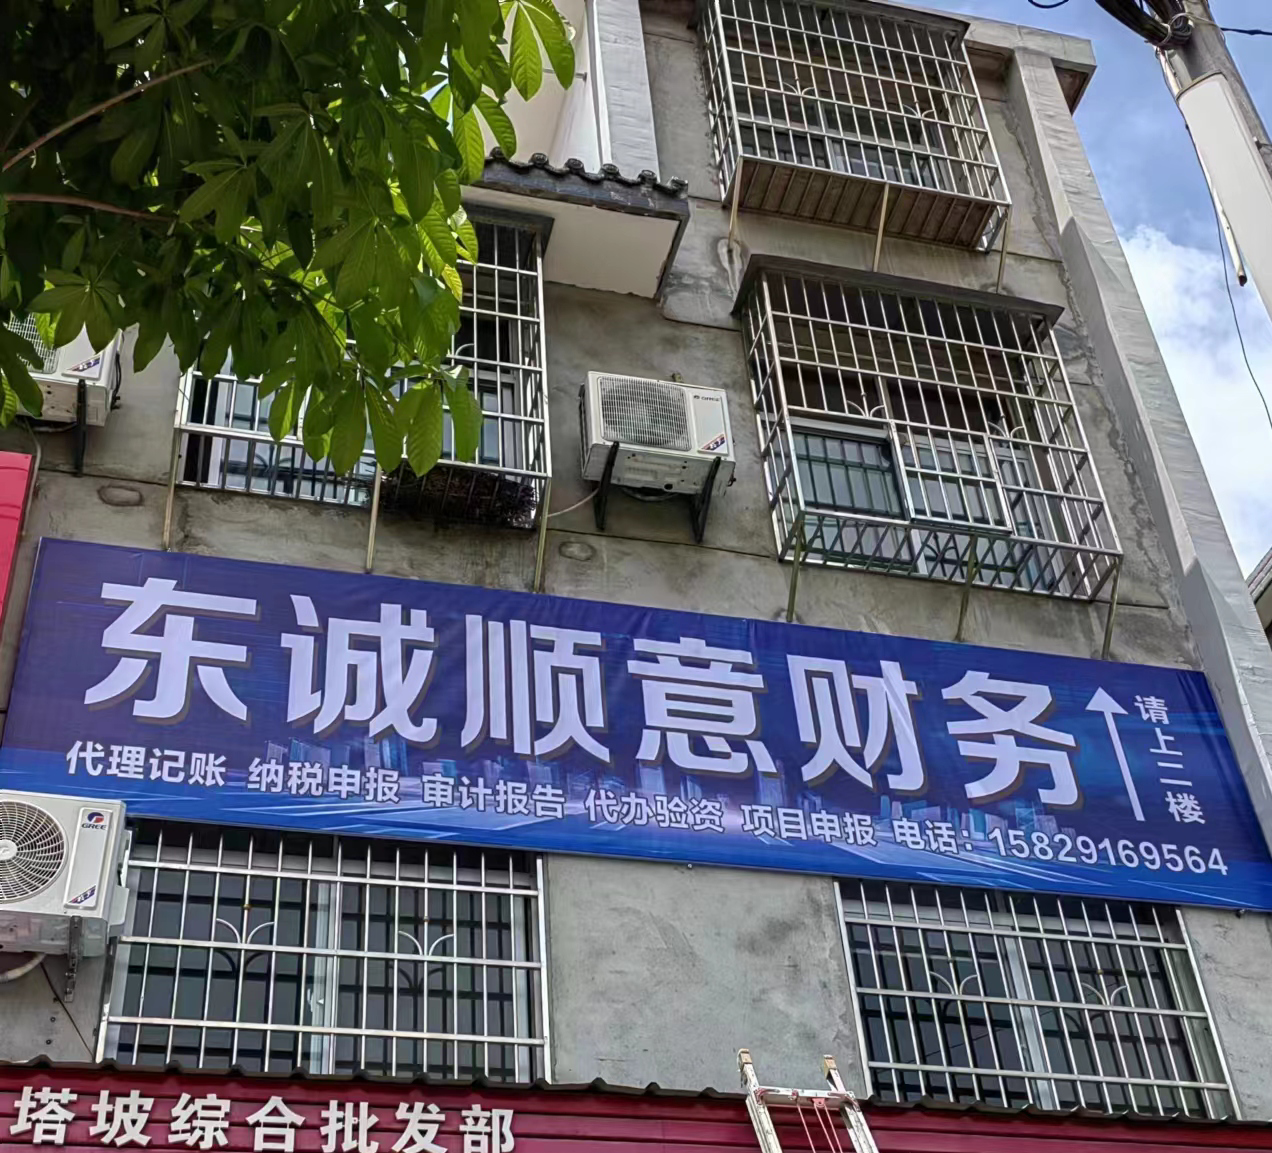 东诚顺意财务
请上二楼
代理记账 纳税申报 审计报告 代办验资 项目申报 电话：15829169564
GREE
GREE
塔坡综合批发部